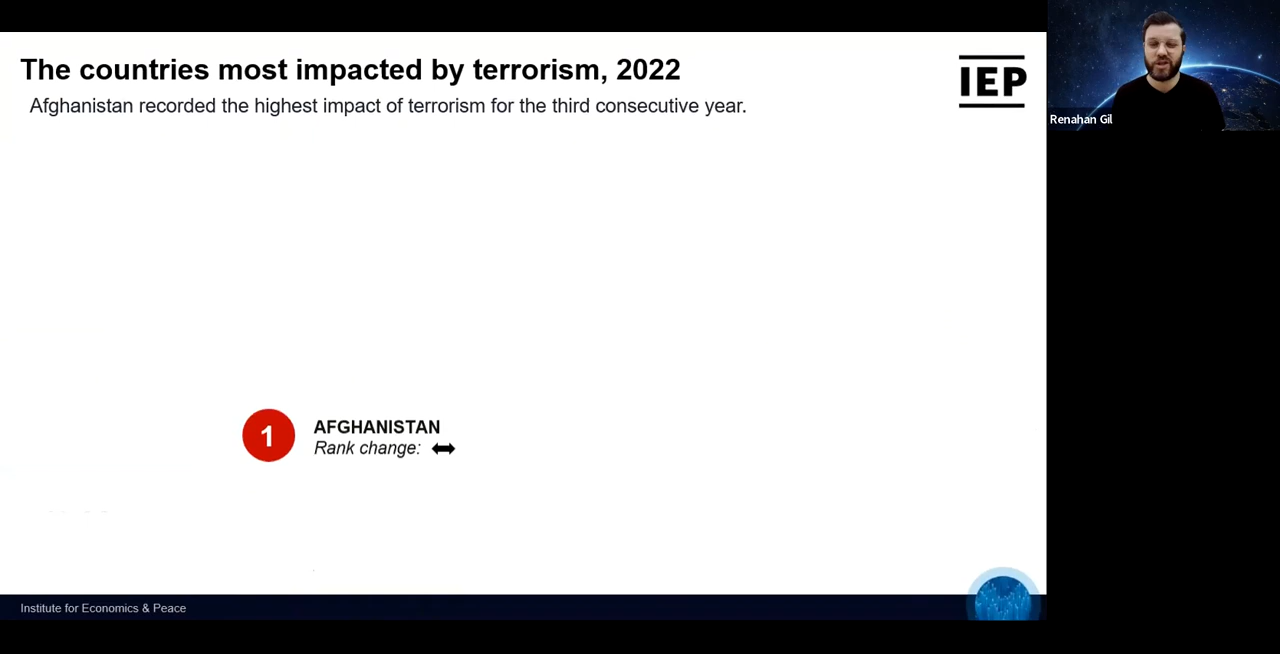 The countries most impacted by terrorism, 2022
Afghanistan recorded the highest impact of terrorism for the third consecutive year.
IEP
Renahan Gil
1
AFGHANISTAN
Rank change:
Institute for Economics & Peace